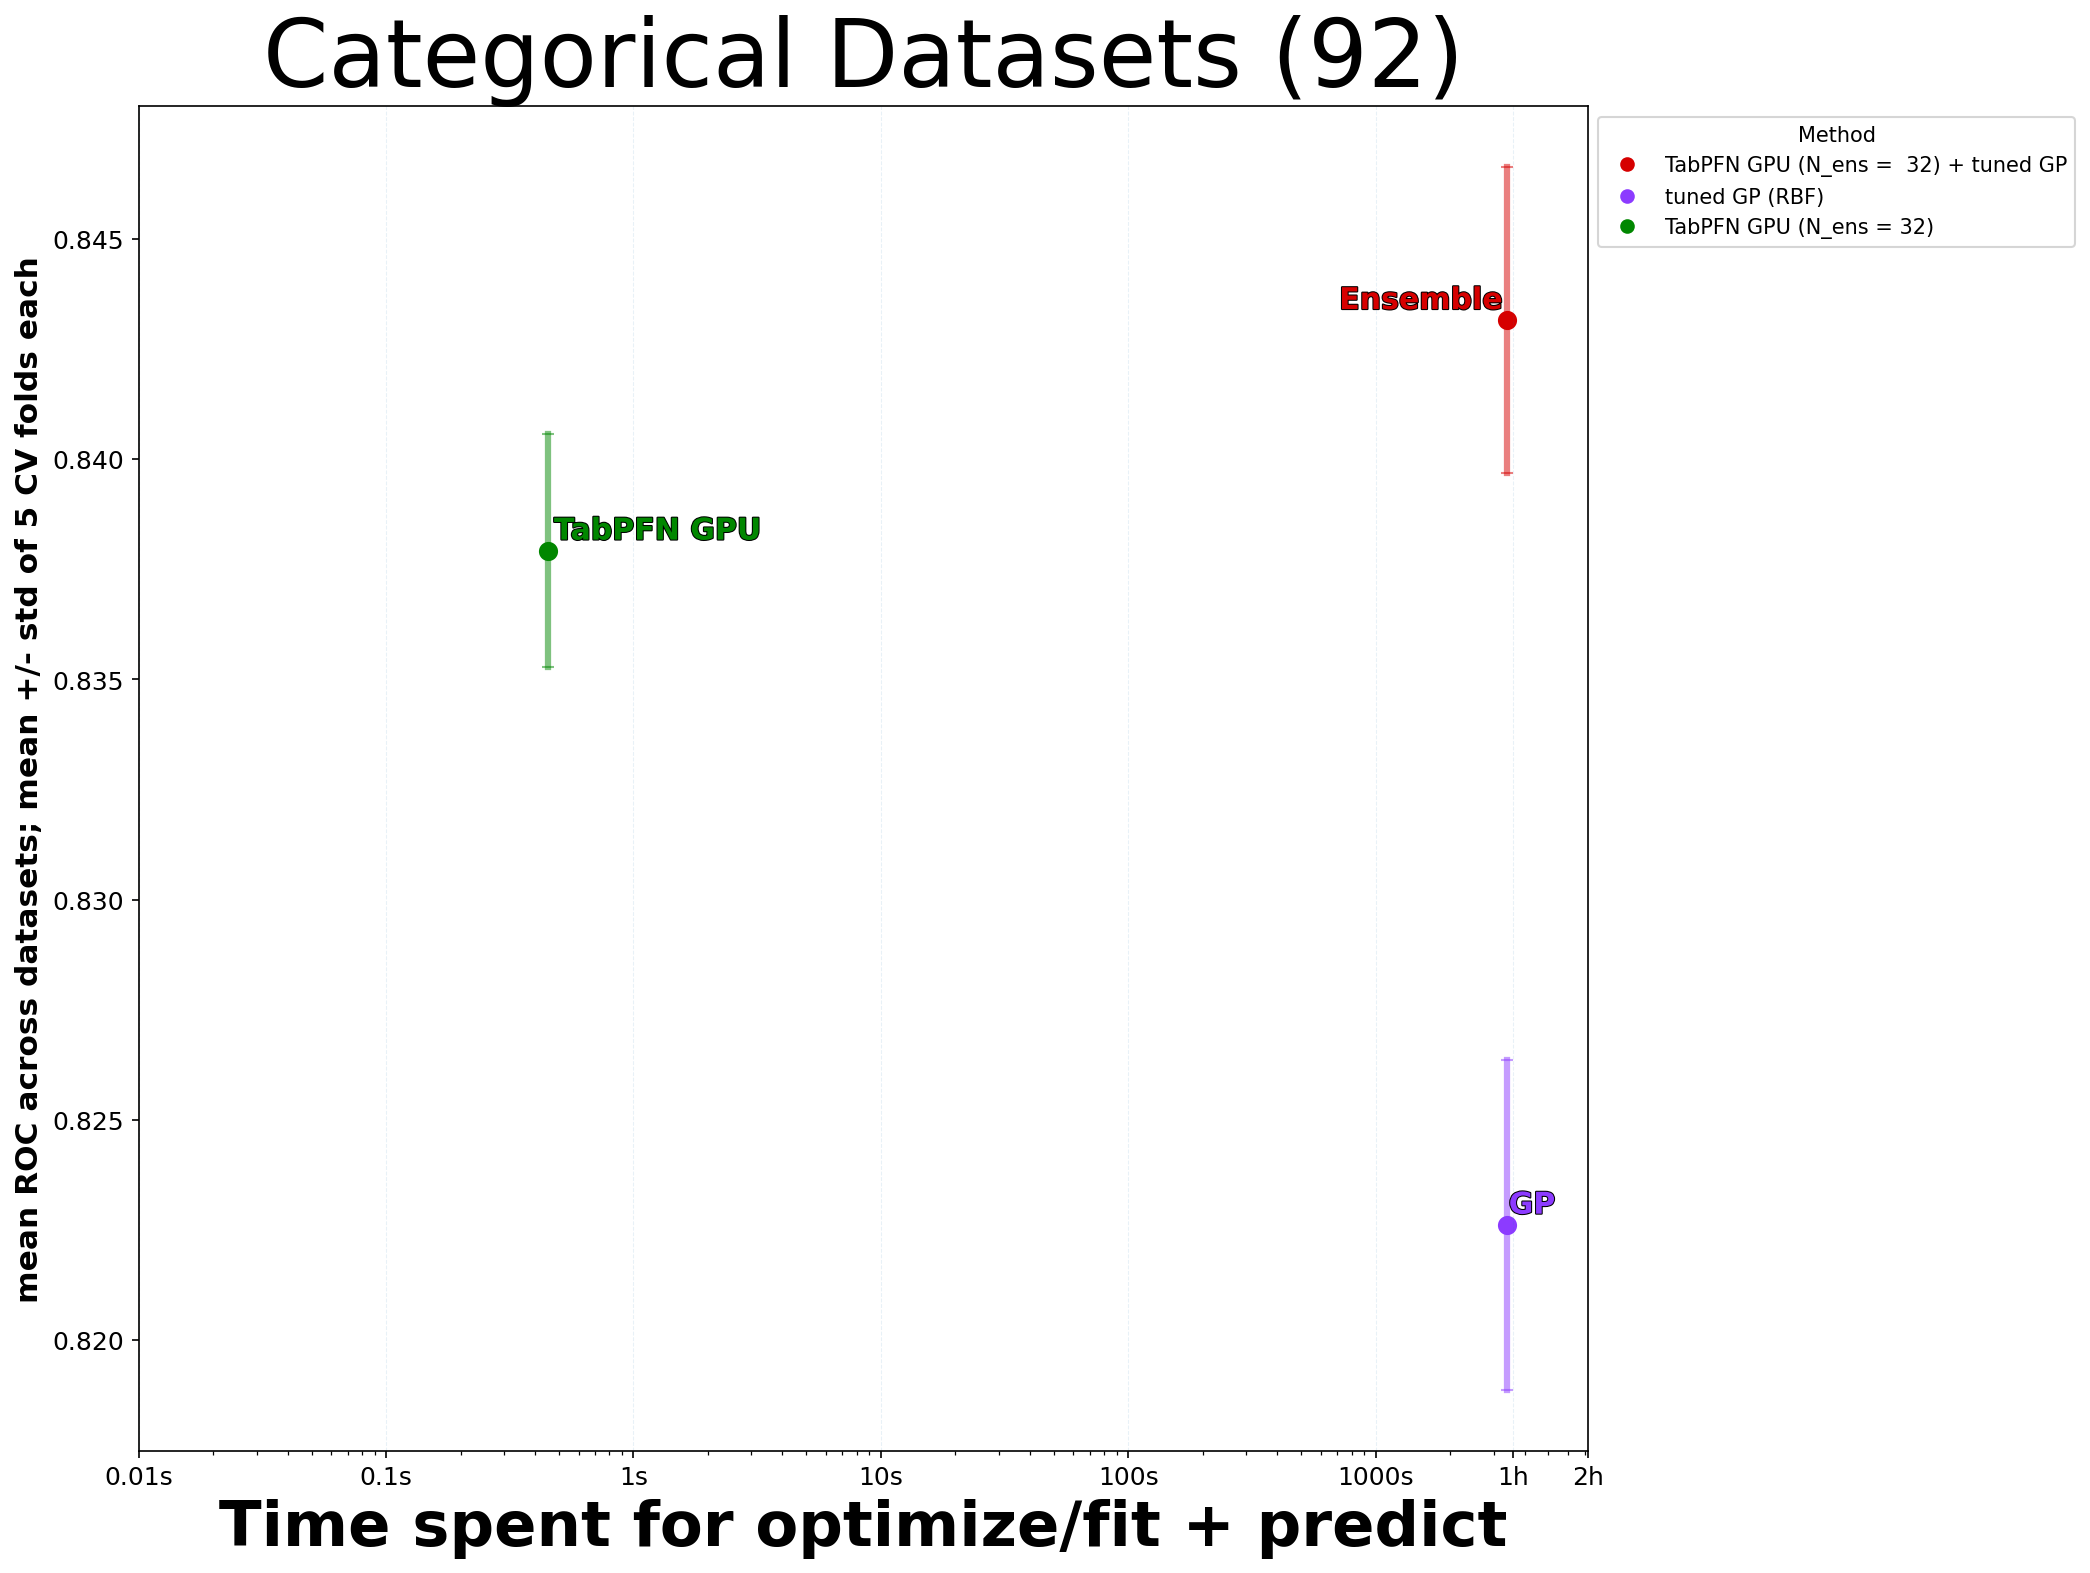 Categorical Datasets (92)
Method
TabPFN GPU (N_ens =  32) + tuned GP
tuned GP (RBF)
TabPFN GPU (N_ens = 32)
mean ROC across datasets; mean +/- std of 5 CV folds each
0.845
0.840
0.835
0.830
0.825
0.820
Ensemble
TabPFN GPU
GP
0.01s
0.1s
1s
10s
100s
1000s
1h
2h
Time spent for optimize/fit + predict